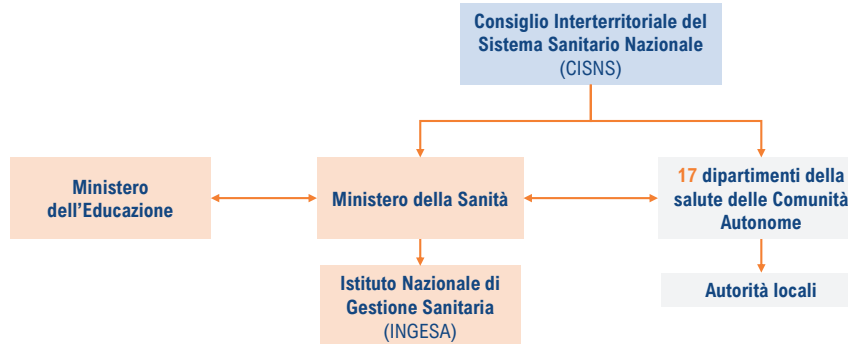 Consiglio Interterritoriale del
Sistema Sanitario Nazionale
(CISNS)
Ministero
dell'Educazione
Ministero della Sanità
17 dipartimenti della
salute delle Comunità
Autonome
Istituto Nazionale di
Gestione Sanitaria
(INGESA)
Autorità locali